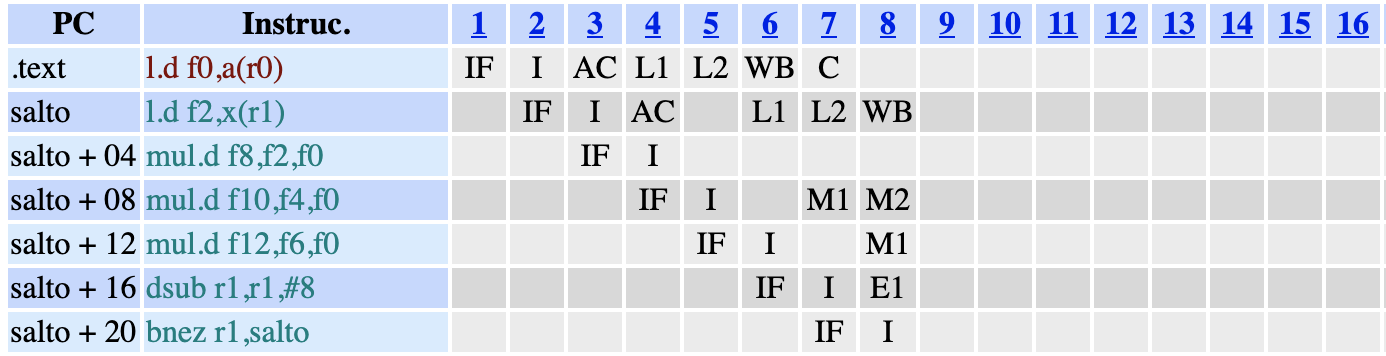 PC Instruc. 1 2 3 4 5 6 7 8 9 10 11 12 13 14 15 16
.text l.d f0,a(r0) IF I AC L1 L2 WB C
salto l.d f2,x(r1) IF I AC L1 L2 WB
salto + 04 mul.d f8,f2,f0 IF I
salto + 08 mul.d f10,f4,f0 IF I M1 M2
salto + 12 mul.d f12,f6,f0 IF I M1
salto + 16 dsub r1,r1,#8 IF I E1
salto + 20 bnez r1,salto IF I